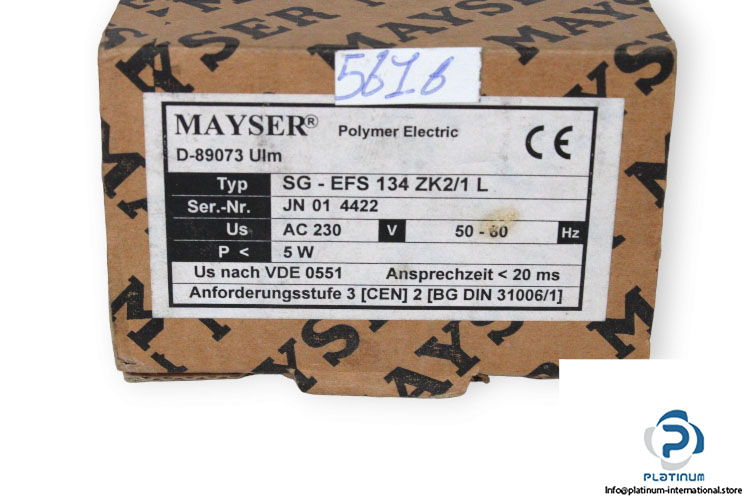 5616
MAYSER® Polymer Electric
D-89073 Ulm
CE
Typ SG - EFS 134 ZK2/1 L
Ser.-Nr. JN 01 4422
Us AC 230 V 50 - 60 Hz
P < 5 W
Us nach VDE 0551 Ansprechzeit < 20 ms
Anforderungsstufe 3 [CEN] 2 [BG DIN 31006/1]
MAYSER
PLATINUM
Info@platinum-international.store